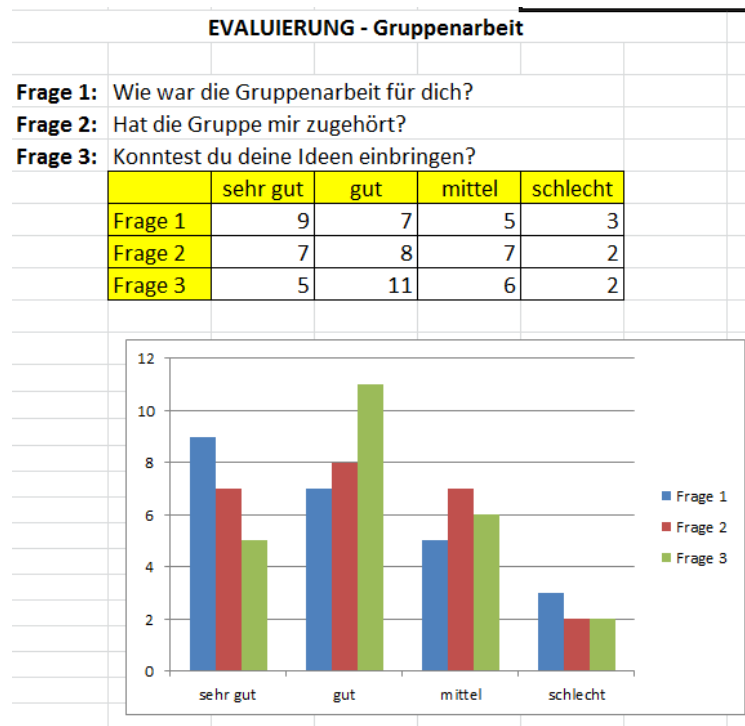 EVALUIERUNG - Gruppenarbeit
Frage 1: Wie war die Gruppenarbeit für dich?
Frage 2: Hat die Gruppe mir zugehört?
Frage 3: Konntest du deine Ideen einbringen?
sehr gut gut mittel schlecht
Frage 1 9 7 5 3
Frage 2 7 8 7 2
Frage 3 5 11 6 2
12
10
8
6
4
2
0
sehr gut gut mittel schlecht
Frage 1
Frage 2
Frage 3